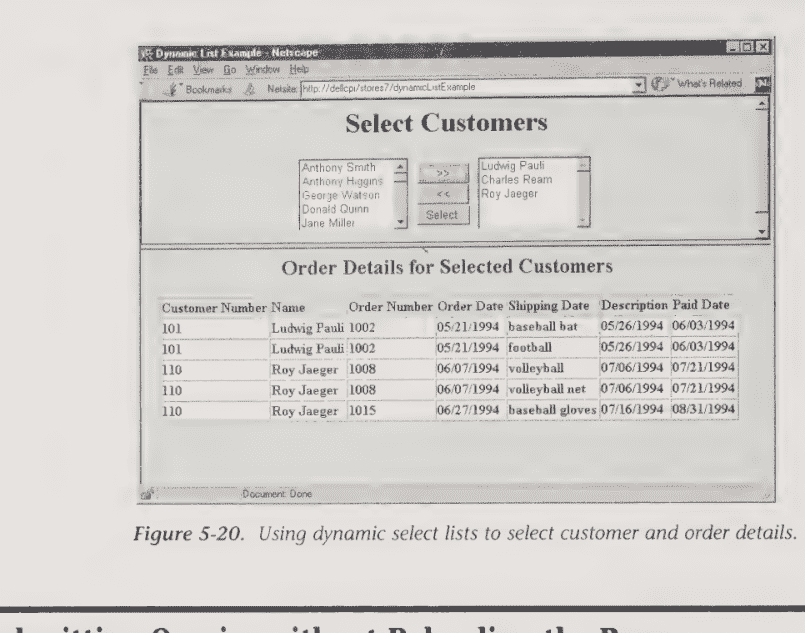 Dynamic List Example - Netscape
File Edit View Go Window Help
Bookmarks Netsite: http://dellcpi/stores7/dynamicListExample What's Related
Select Customers
Anthony Smith
Anthony Higgins
George Watson
Donald Quinn
Jane Miller
>>
<<
Select
Ludwig Pauli
Charles Ream
Roy Jaeger
Order Details for Selected Customers
Customer Number Name Order Number Order Date Shipping Date Description Paid Date
101 Ludwig Pauli 1002 05/21/1994 baseball bat 05/26/1994 06/03/1994
101 Ludwig Pauli 1002 05/21/1994 football 05/26/1994 06/03/1994
110 Roy Jaeger 1008 06/07/1994 volleyball 07/06/1994 07/21/1994
110 Roy Jaeger 1008 06/07/1994 volleyball net 07/06/1994 07/21/1994
110 Roy Jaeger 1015 06/27/1994 baseball gloves 07/16/1994 08/31/1994
Document: Done
Figure 5-20. Using dynamic select lists to select customer and order details.
without Reloading the